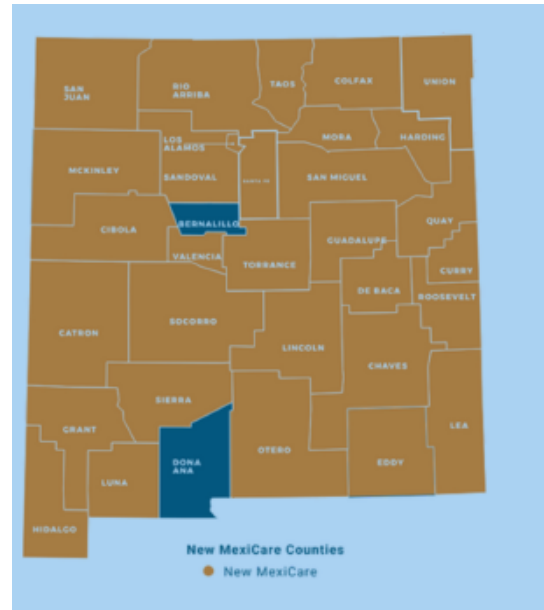 SAN
JUAN
RIO
ARRIBA
TAOS
COLFAX
UNION
LOS
ALAMOS
MORA
HARDING
MCKINLEY
SANDOVAL
SANTA FE
SAN MIGUEL
CIBOLA
BERNALILLO
GUADALUPE
QUAY
VALENCIA
TORRANCE
CURRY
DE BACA
ROOSEVELT
CATRON
SOCORRO
LINCOLN
CHAVES
SIERRA
GRANT
LUNA
DONA
ANA
OTERO
EDDY
LEA
HIDALGO
New MexiCare Counties
New MexiCare